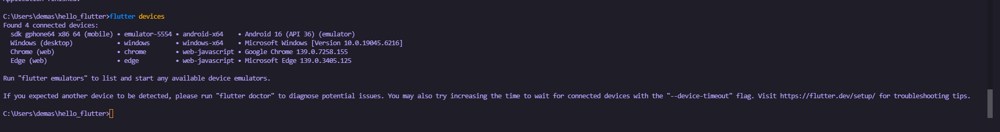 Application finished.
C:\Users\demas\hello_flutter>flutter devices
Found 4 connected devices:
  sdk gphone64 x86 64 (mobile) • emulator-5554 • android-x64    • Android 16 (API 36) (emulator)
  Windows (desktop)            • windows       • windows-x64    • Microsoft Windows [Version 10.0.19045.6216]
  Chrome (web)                 • chrome        • web-javascript • Google Chrome 139.0.7258.155
  Edge (web)                   • edge          • web-javascript • Microsoft Edge 139.0.3405.125
Run "flutter emulators" to list and start any available device emulators.
If you expected another device to be detected, please run "flutter doctor" to diagnose potential issues. You may also try increasing the time to wait for connected devices with the "--device-timeout" flag. Visit https://flutter.dev/setup/ for troubleshooting tips.
C:\Users\demas\hello_flutter>